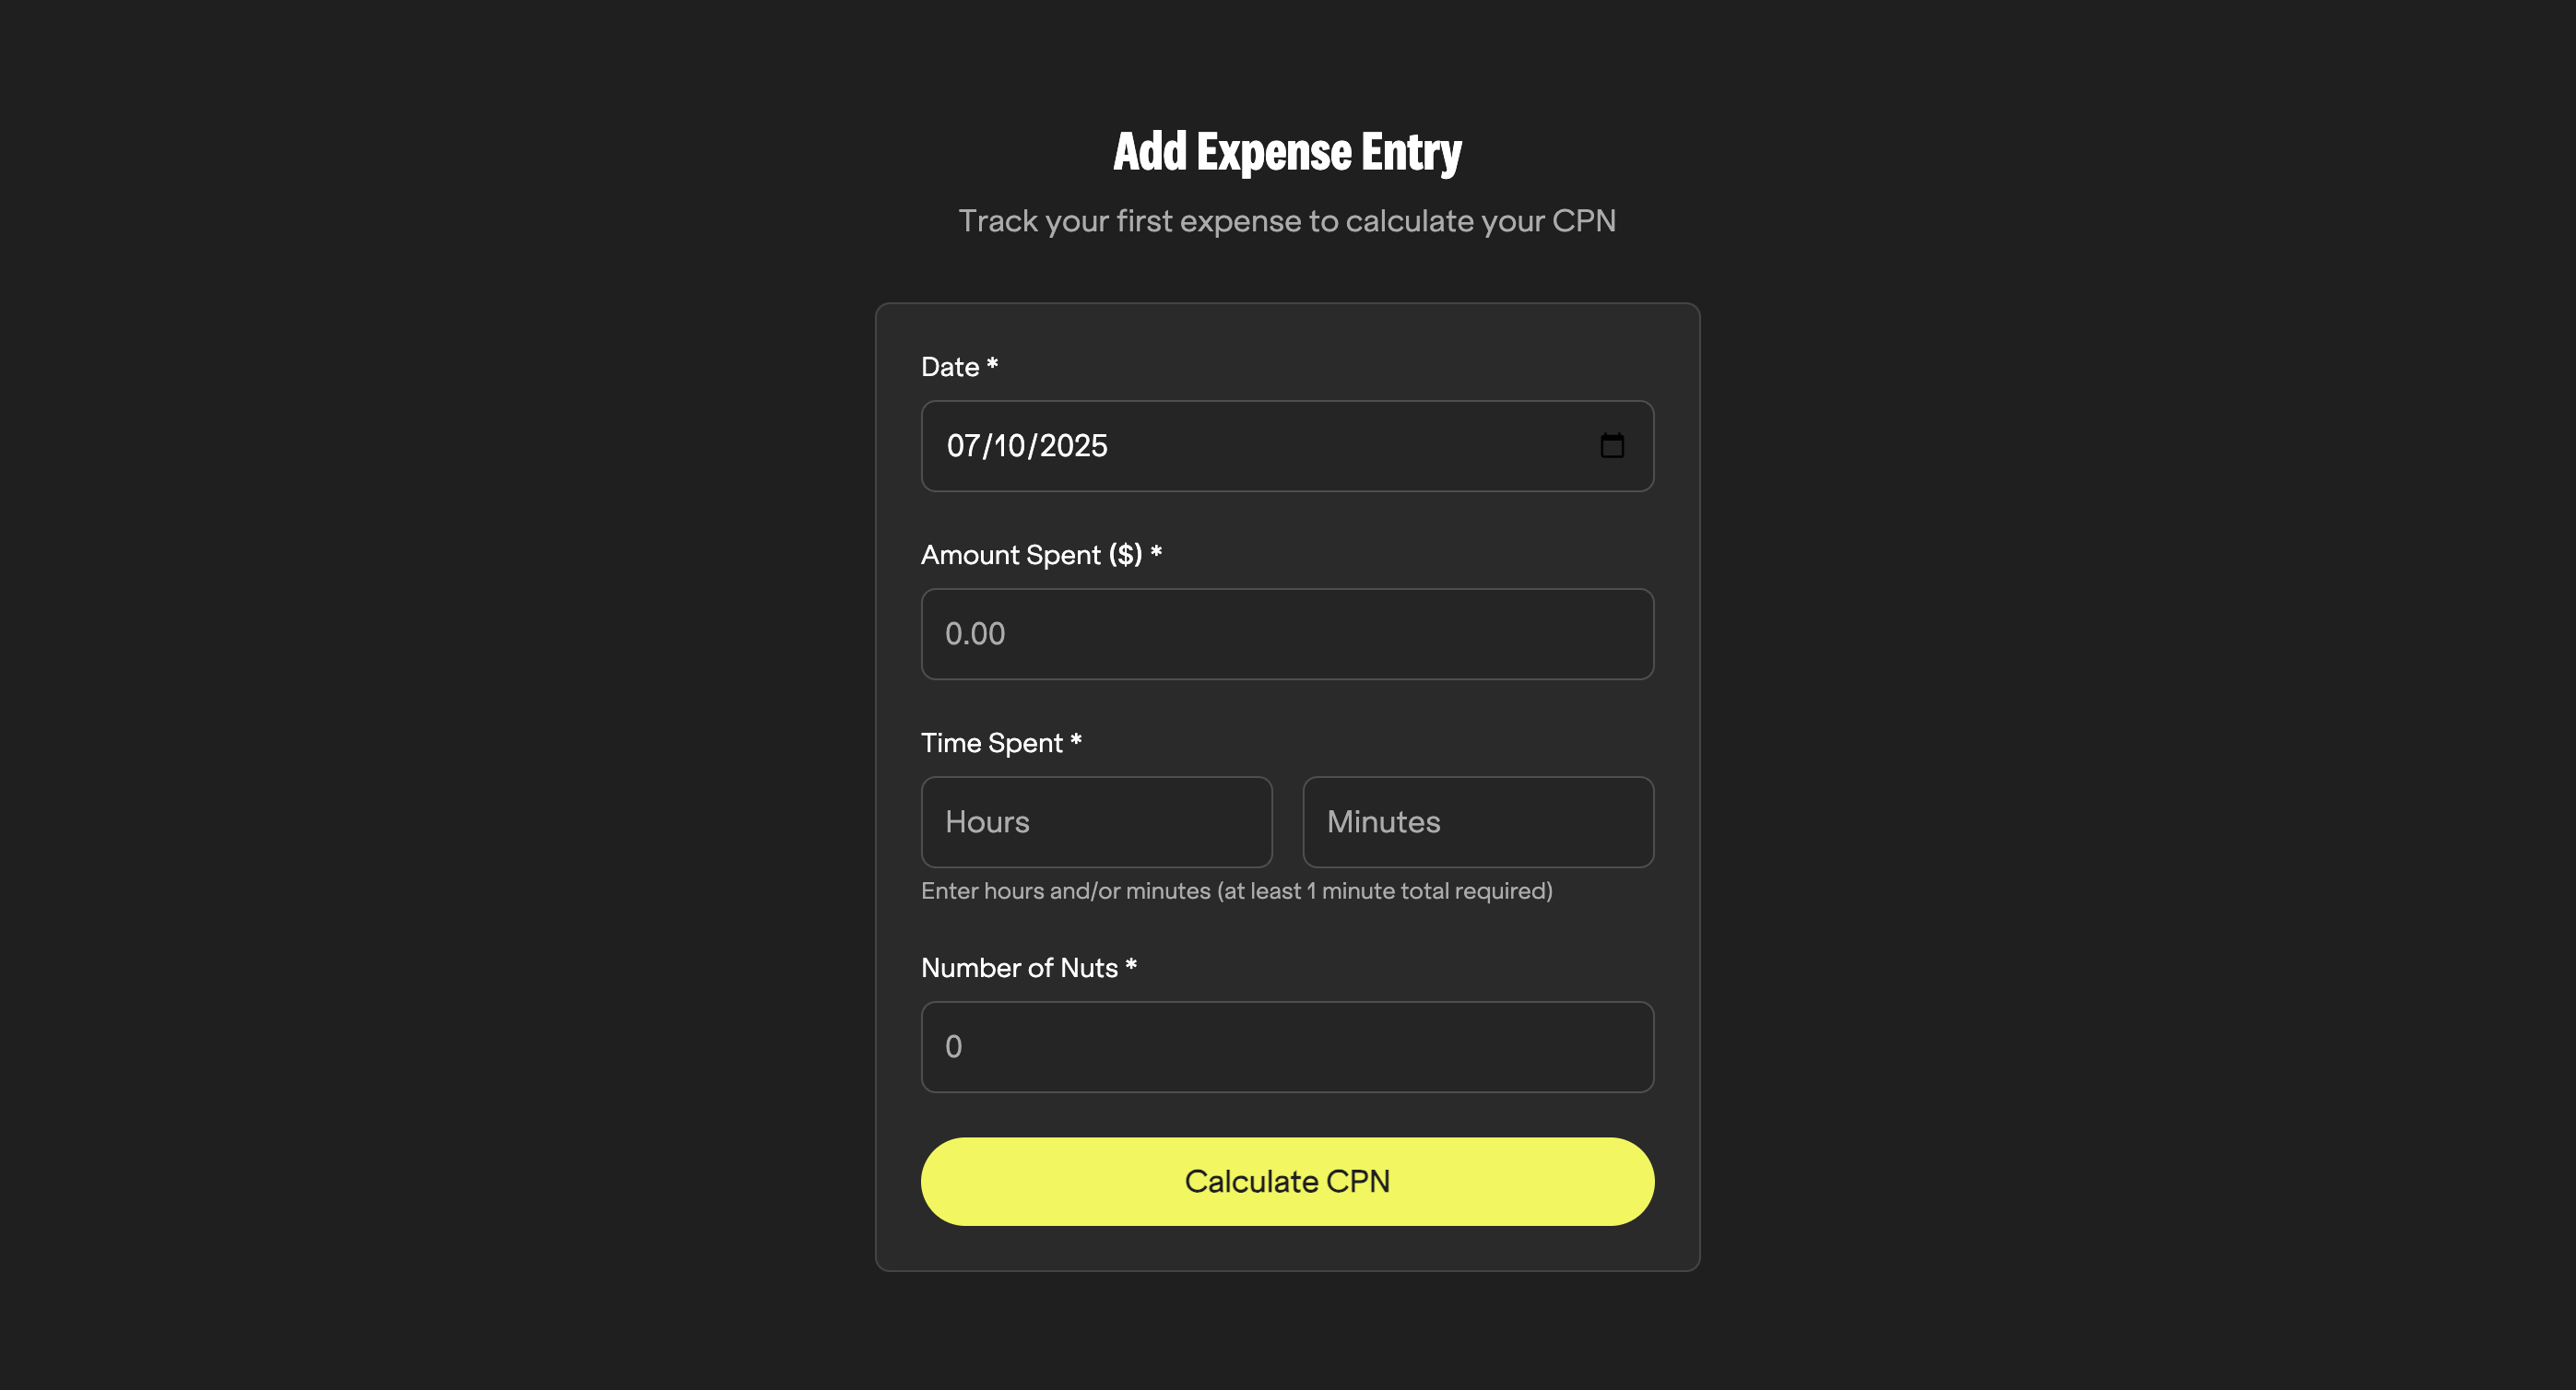 Add Expense Entry
Track your first expense to calculate your CPN
Date *
07/10/2025
Amount Spent ($) *
0.00
Time Spent *
Hours Minutes
Enter hours and/or minutes (at least 1 minute total required)
Number of Nuts *
0
Calculate CPN